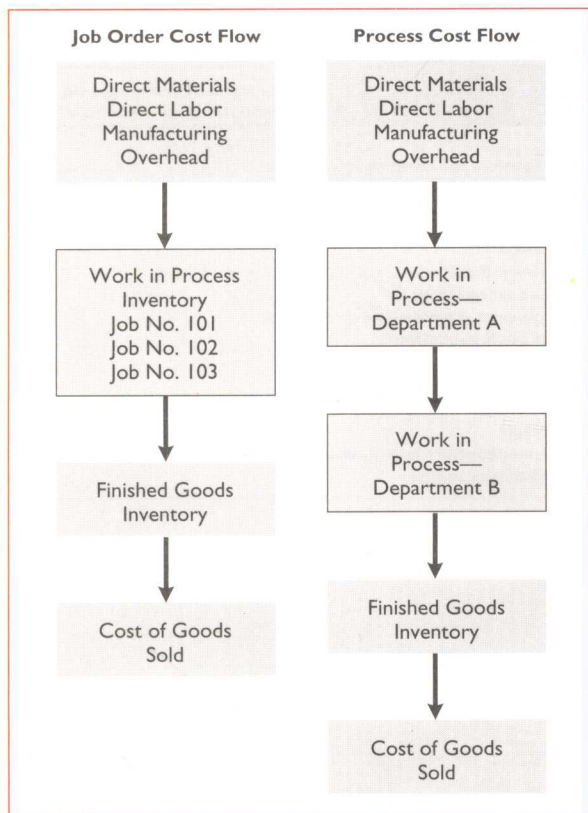 Job Order Cost Flow
Direct Materials
Direct Labor
Manufacturing
Overhead
Work in Process
Inventory
Job No. 101
Job No. 102
Job No. 103
Finished Goods
Inventory
Cost of Goods
Sold
Process Cost Flow
Direct Materials
Direct Labor
Manufacturing
Overhead
Work in
Process—
Department A
Work in
Process—
Department B
Finished Goods
Inventory
Cost of Goods
Sold